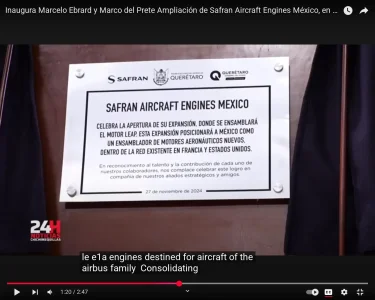 Inaugura Marcelo Ebrard y Marco del Prete Ampliación de Safran Aircraft Engines México, en ...
SAFRAN
QUERÉTARO
QUERÉTARO
SAFRAN AIRCRAFT ENGINES MEXICO
CELEBRA LA APERTURA DE SU EXPANSIÓN, DONDE SE ENSAMBLARÁ
EL MOTOR LEAP. ESTA EXPANSIÓN POSICIONARÁ A MÉXICO COMO
UN ENSAMBLADOR DE MOTORES AERONÁUTICOS NUEVOS,
DENTRO DE LA RED EXISTENTE EN FRANCIA Y ESTADOS UNIDOS.
En reconocimiento al talento y la contribución de cada uno de
nuestros colaboradores, nos complace celebrar este logro en
compañía de nuestros aliados estratégicos y amigos.
27 de noviembre de 2024
24H
NOTICIAS
le e1a engines destined for aircraft of the
airbus family Consolidating
1:20 / 2:47